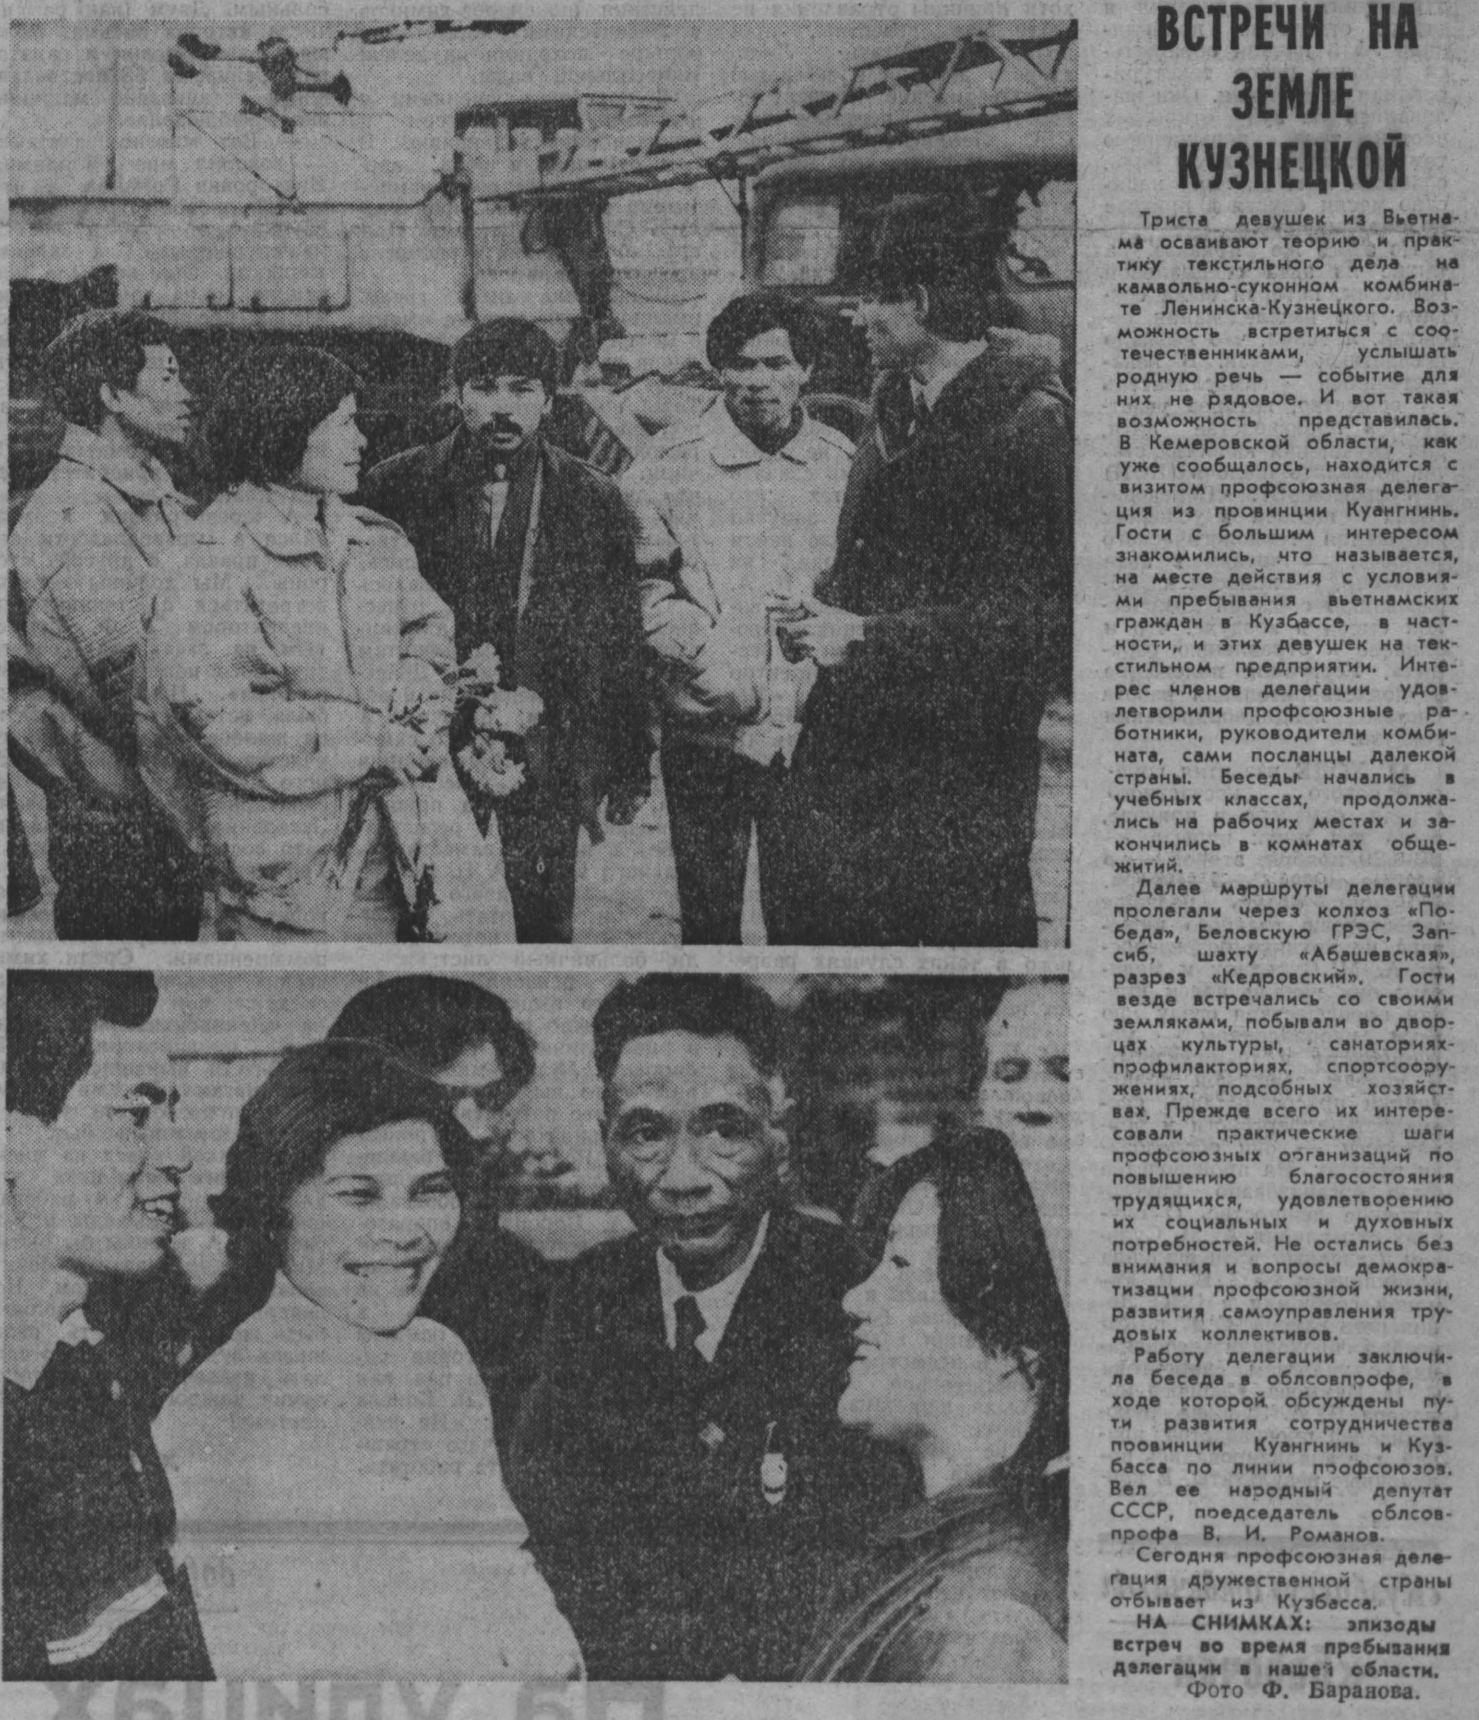 ВСТРЕЧИ НА
ЗЕМЛЕ
КУЗНЕЦКОЙ
Триста девушек из Вьетна-
ма осваивают теорию и прак-
тику текстильного дела на
камвольно-суконном комбина-
те Ленинска-Кузнецкого. Воз-
можность встретиться с соо-
течественниками, услышать
родную речь — событие для
них не рядовое. И вот такая
возможность представилась.
В Кемеровской области, как
уже сообщалось, находится с
визитом профсоюзная делега-
ция из провинции Куангнинь.
Гости с большим интересом
знакомились, что называется,
на месте действия с условия-
ми пребывания вьетнамских
граждан в Кузбассе, в част-
ности, и этих девушек на тек-
стильном предприятии. Инте-
рес членов делегации удов-
летворили профсоюзные ра-
ботники, руководители комби-
ната, сами посланцы далекой
страны. Беседы начались в
учебных классах, продолжа-
лись на рабочих местах и за-
кончились в комнатах обще-
житий.
Далее маршруты делегации
пролегали через колхоз «По-
беда», Беловскую ГРЭС, Зап-
сиб, шахту «Абашевская»,
разрез «Кедровский». Гости
везде встречались со своими
земляками, побывали во двор-
цах культуры, санаториях-
профилакториях, спортсоору-
жениях, подсобных хозяйст-
вах. Прежде всего их интере-
совали практические шаги
профсоюзных организаций по
повышению благосостояния
трудящихся, удовлетворению
их социальных и духовных
потребностей. Не остались без
внимания и вопросы демокра-
тизации профсоюзной жизни,
развития самоуправления тру-
довых коллективов.
Работу делегации заключи-
ла беседа в облсовпрофе, в
ходе которой обсуждены пу-
ти развития сотрудничества
провинции Куангнинь и Куз-
басса по линии профсоюзов.
Вел ее народный депутат
СССР, председатель облсов-
профа В. И. Романов.
Сегодня профсоюзная деле-
гация дружественной страны
отбывает из Кузбасса.
НА СНИМКАХ: эпизоды
встреч во время пребывания
делегации в нашей области.
Фото Ф. Баранова.